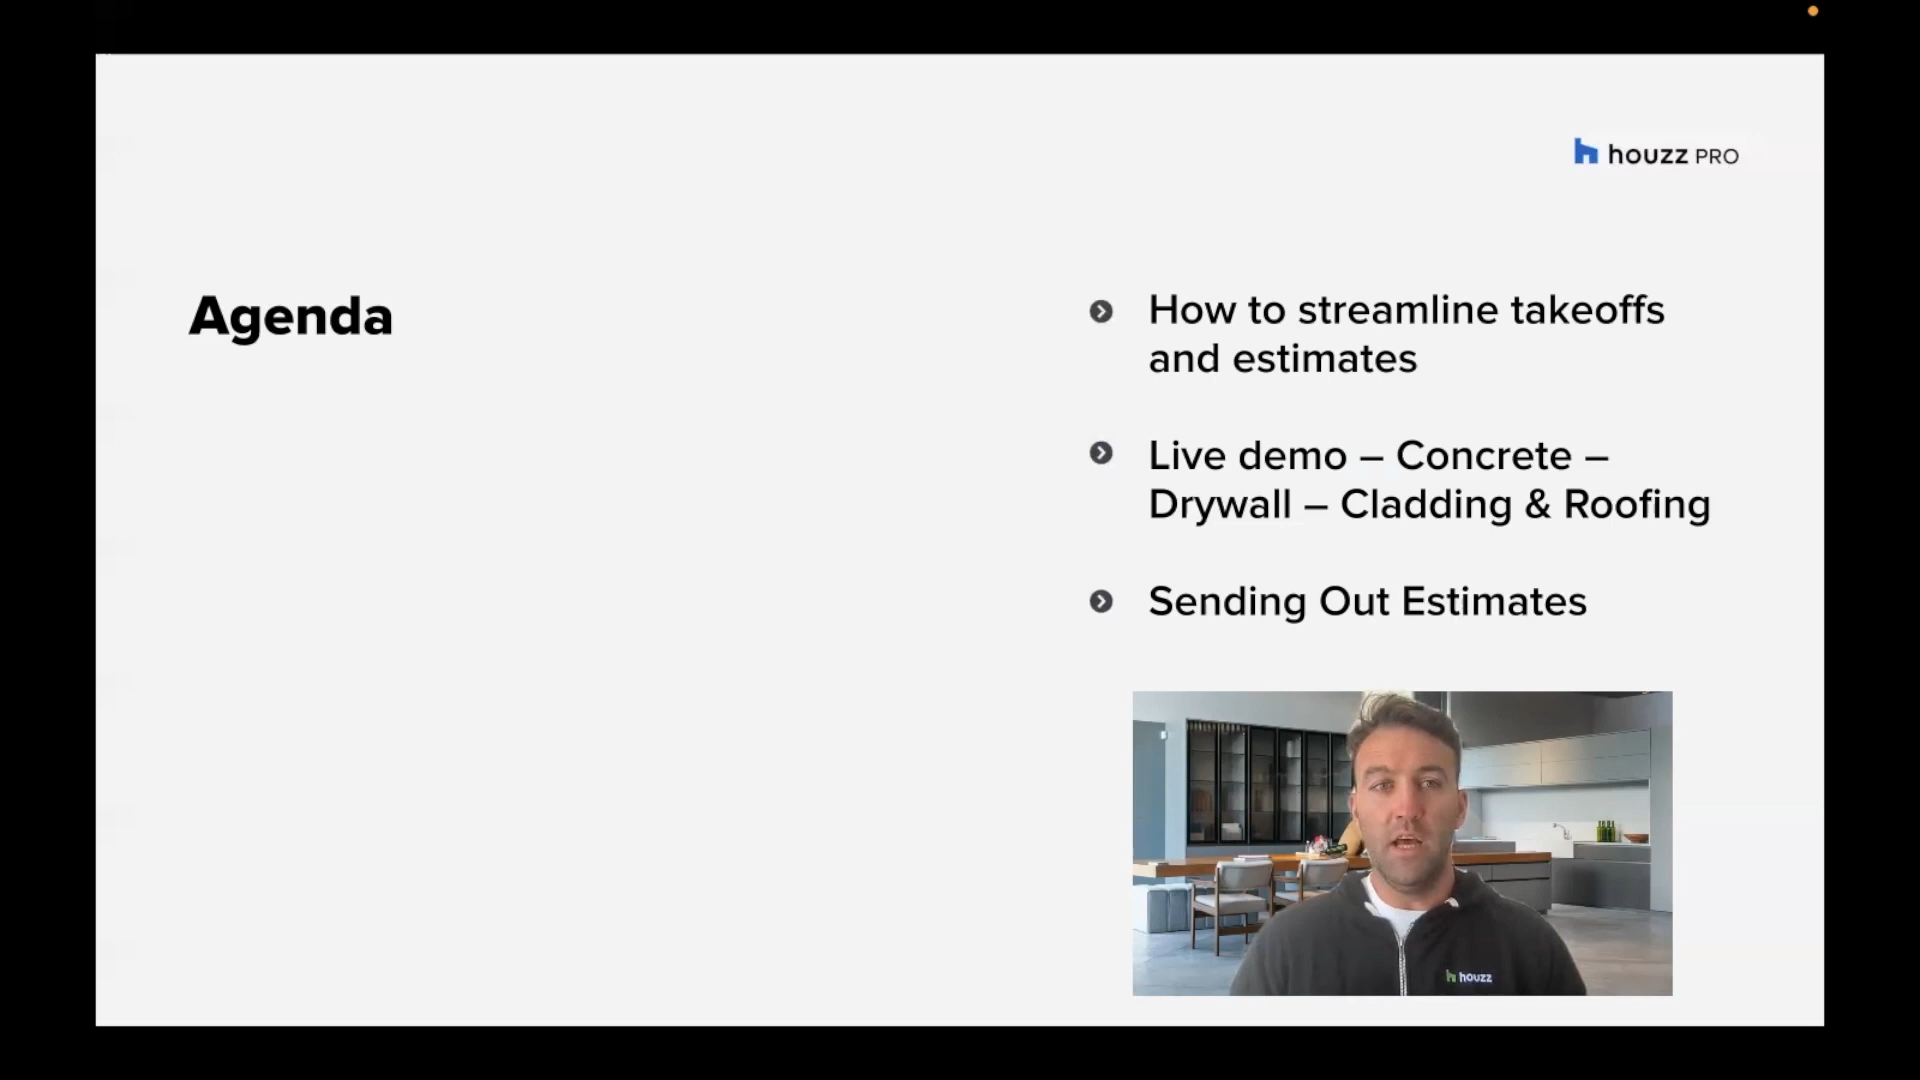 houzz PRO
Agenda
How to streamline takeoffs
and estimates
Live demo – Concrete –
Drywall – Cladding & Roofing
Sending Out Estimates
houzz